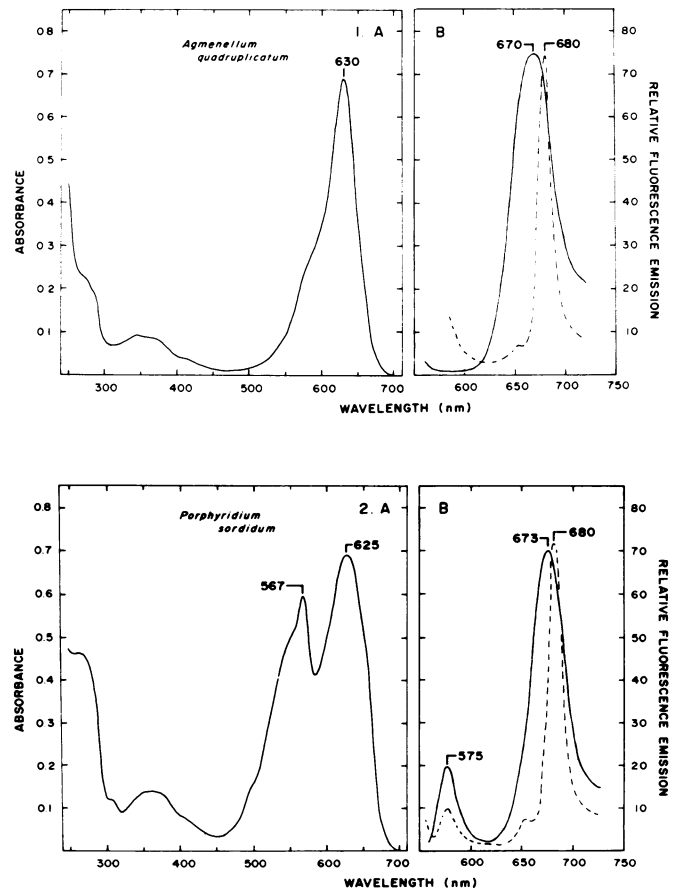 1. A
Agmenellum
quadruplicatum
630
ABSORBANCE
0.8
0.7
0.6
0.5
0.4
0.3
0.2
0.1
300 400 500 600 700
B
670 680
80
70
60
50
40
30
20
10
600 650 700 750
RELATIVE FLUORESCENCE EMISSION
WAVELENGTH (nm)
2. A
Porphyridium
sordidum
567
625
ABSORBANCE
0.8
0.7
0.6
0.5
0.4
0.3
0.2
0.1
300 400 500 600 700
B
673 680
575
80
70
60
50
40
30
20
10
600 650 700 750
RELATIVE FLUORESCENCE EMISSION
WAVELENGTH (nm)